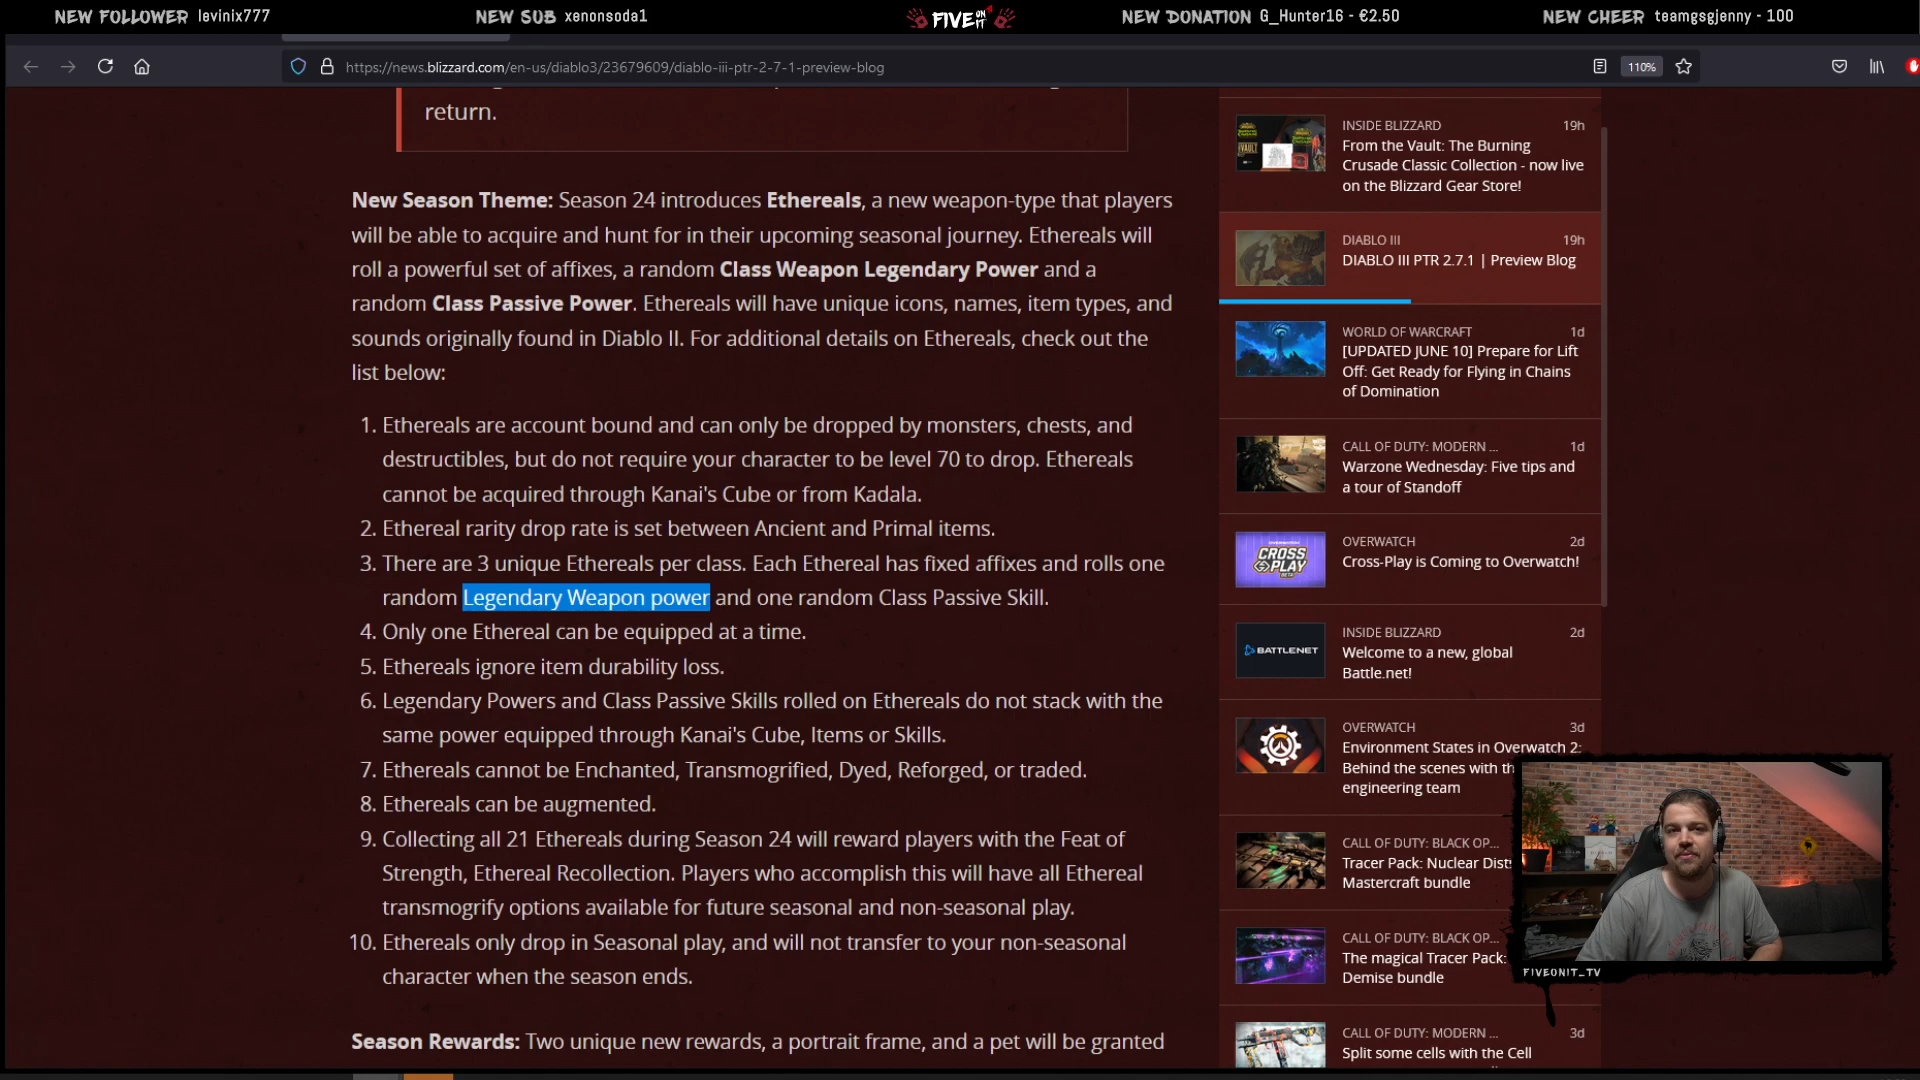 NEW FOLLOWER levinix777
NEW SUB xenonsoda1
FIVE ON IT
NEW DONATION G_Hunter16 - €2.50
NEW CHEER teamgsgjenny - 100
https://news.blizzard.com/en-us/diablo3/23679609/diablo-iii-ptr-2-7-1-preview-blog
110%
return.
New Season Theme: Season 24 introduces Ethereals, a new weapon-type that players
will be able to acquire and hunt for in their upcoming seasonal journey. Ethereals will
roll a powerful set of affixes, a random Class Weapon Legendary Power and a
random Class Passive Power. Ethereals will have unique icons, names, item types, and
sounds originally found in Diablo II. For additional details on Ethereals, check out the
list below:
1. Ethereals are account bound and can only be dropped by monsters, chests, and
destructibles, but do not require your character to be level 70 to drop. Ethereals
cannot be acquired through Kanai's Cube or from Kadala.
2. Ethereal rarity drop rate is set between Ancient and Primal items.
3. There are 3 unique Ethereals per class. Each Ethereal has fixed affixes and rolls one
random Legendary Weapon power and one random Class Passive Skill.
4. Only one Ethereal can be equipped at a time.
5. Ethereals ignore item durability loss.
6. Legendary Powers and Class Passive Skills rolled on Ethereals do not stack with the
same power equipped through Kanai's Cube, Items or Skills.
7. Ethereals cannot be Enchanted, Transmogrified, Dyed, Reforged, or traded.
8. Ethereals can be augmented.
9. Collecting all 21 Ethereals during Season 24 will reward players with the Feat of
Strength, Ethereal Recollection. Players who accomplish this will have all Ethereal
transmogrify options available for future seasonal and non-seasonal play.
10. Ethereals only drop in Seasonal play, and will not transfer to your non-seasonal
character when the season ends.
Season Rewards: Two unique new rewards, a portrait frame, and a pet will be granted
INSIDE BLIZZARD 19h
From the Vault: The Burning
Crusade Classic Collection - now live
on the Blizzard Gear Store!
DIABLO III 19h
DIABLO III PTR 2.7.1 | Preview Blog
WORLD OF WARCRAFT 1d
[UPDATED JUNE 10] Prepare for Lift
Off: Get Ready for Flying in Chains
of Domination
CALL OF DUTY: MODERN ... 1d
Warzone Wednesday: Five tips and
a tour of Standoff
CROSS
PLAY
BETA
OVERWATCH 2d
Cross-Play is Coming to Overwatch!
BATTLENET
INSIDE BLIZZARD 2d
Welcome to a new, global
Battle.net!
OVERWATCH 3d
Environment States in Overwatch 2:
Behind the scenes with th
engineering team
CALL OF DUTY: BLACK OP...
Tracer Pack: Nuclear Dist
Mastercraft bundle
CALL OF DUTY: BLACK OP...
The magical Tracer Pack:
Demise bundle
CALL OF DUTY: MODERN ... 3d
Split some cells with the Cell
FIVEONIT_TV